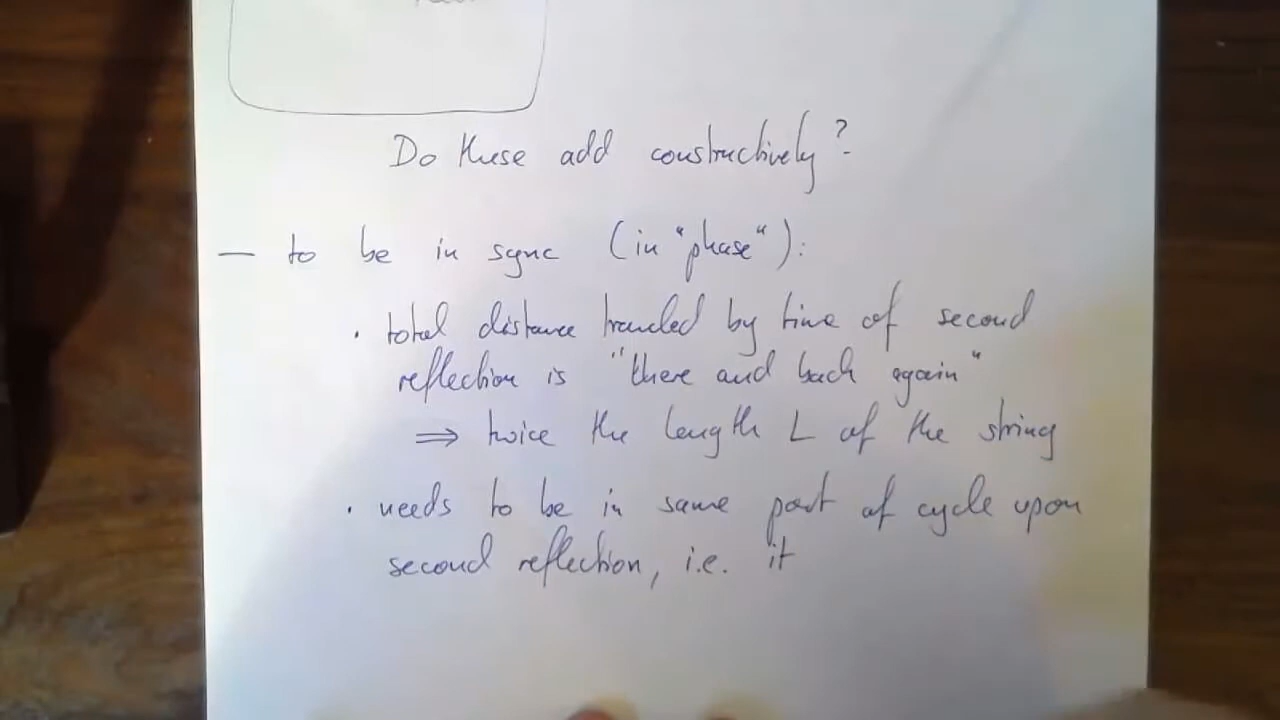 Do these add constructively?
— to be in sync (in "phase"):
· total distance traveled by time of second
reflection is "there and back again"
⇒ twice the length L of the string
· needs to be in same part of cycle upon
second reflection, i.e. it